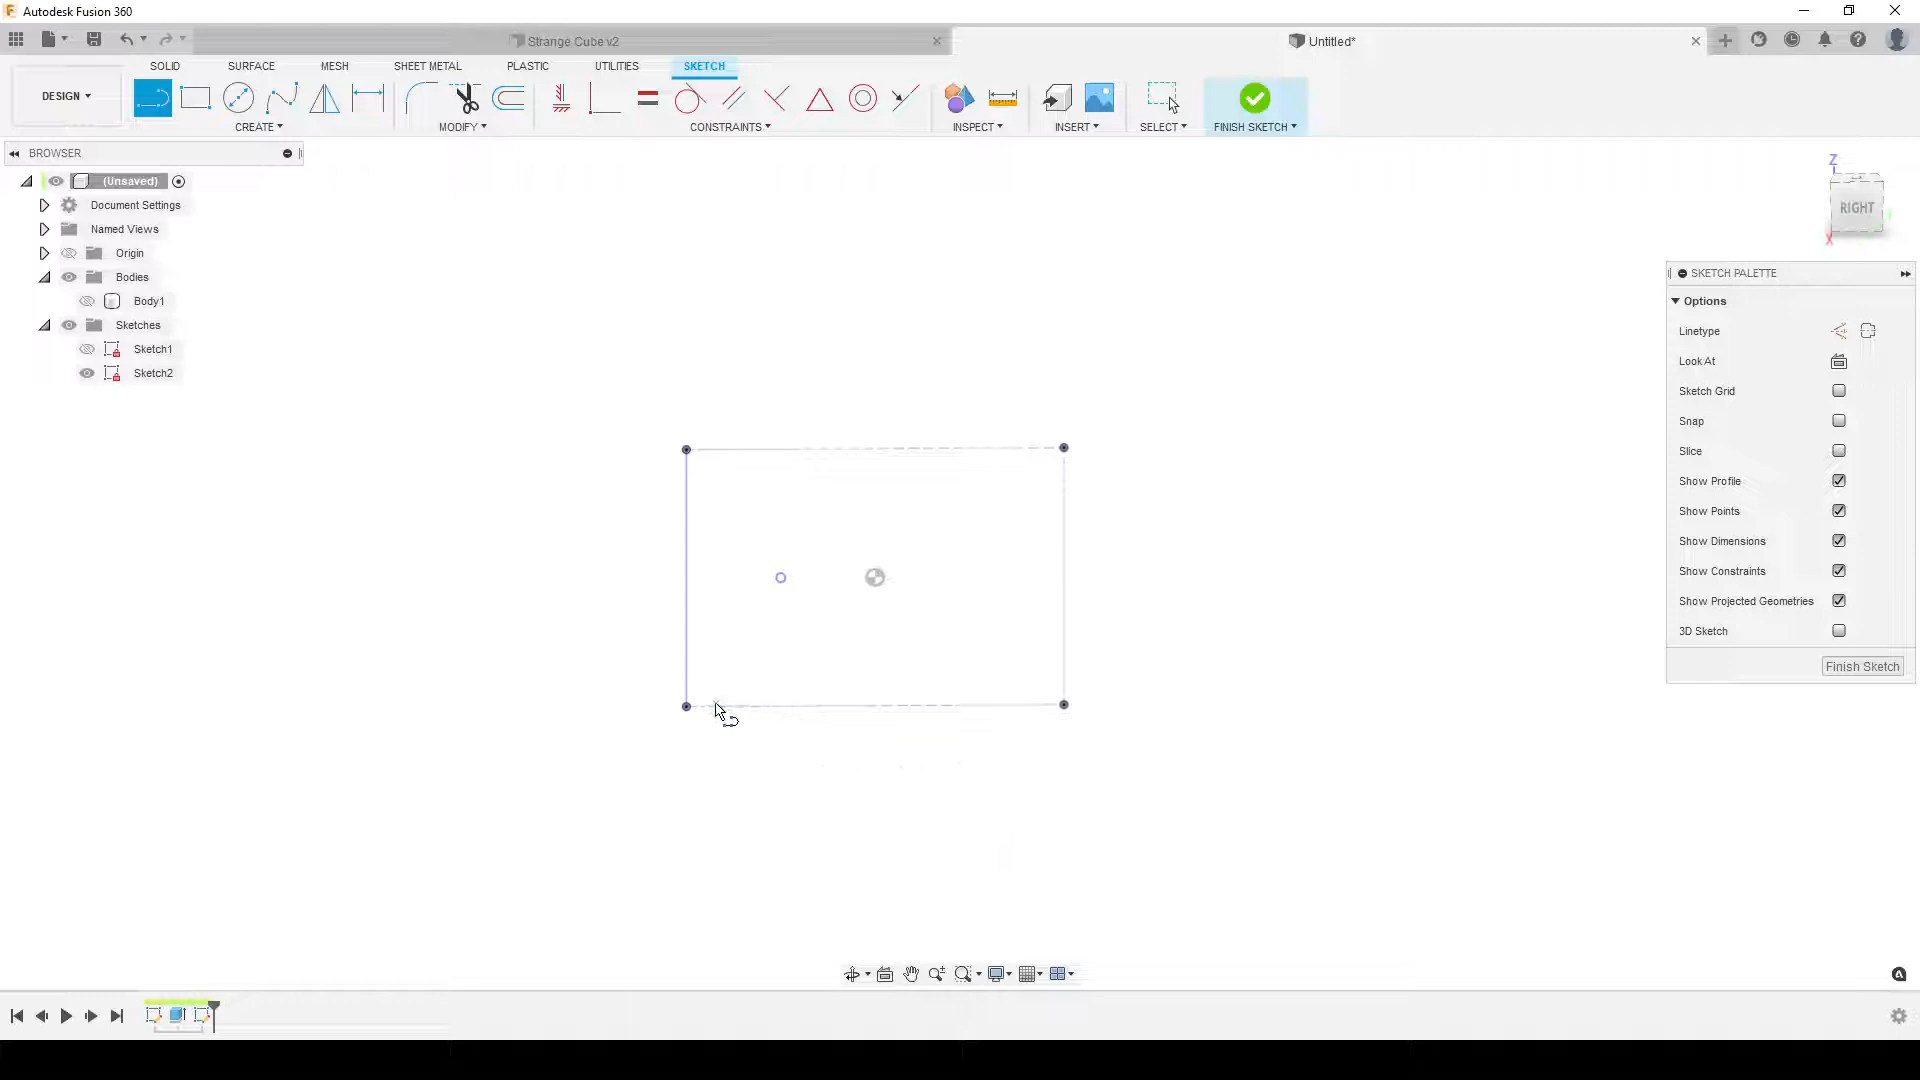 Autodesk Fusion 360
Strange Cube v2
Untitled*
DESIGN
SOLID
SURFACE
MESH
SHEET METAL
PLASTIC
UTILITIES
SKETCH
CREATE
MODIFY
CONSTRAINTS
INSPECT
INSERT
SELECT
FINISH SKETCH
BROWSER
(Unsaved)
Document Settings
Named Views
Origin
Bodies
Body1
Sketches
Sketch1
Sketch2
Z
RIGHT
X
SKETCH PALETTE
Options
Linetype
Look At
Sketch Grid
Snap
Slice
Show Profile
Show Points
Show Dimensions
Show Constraints
Show Projected Geometries
3D Sketch
Finish Sketch